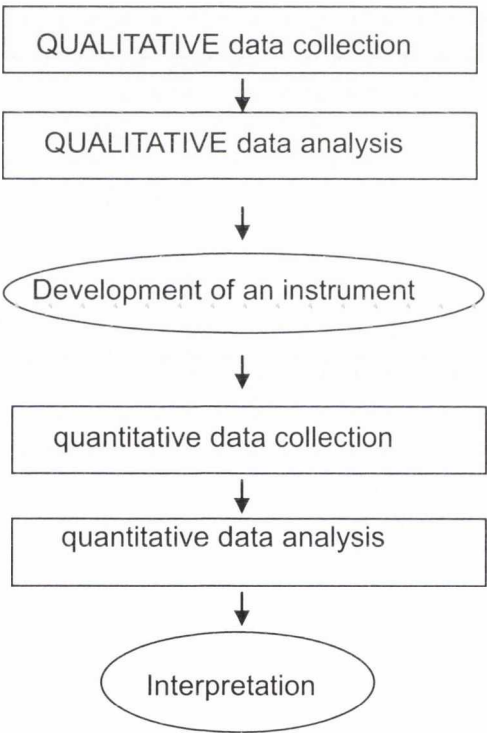 QUALITATIVE data collection
QUALITATIVE data analysis
Development of an instrument
quantitative data collection
quantitative data analysis
Interpretation